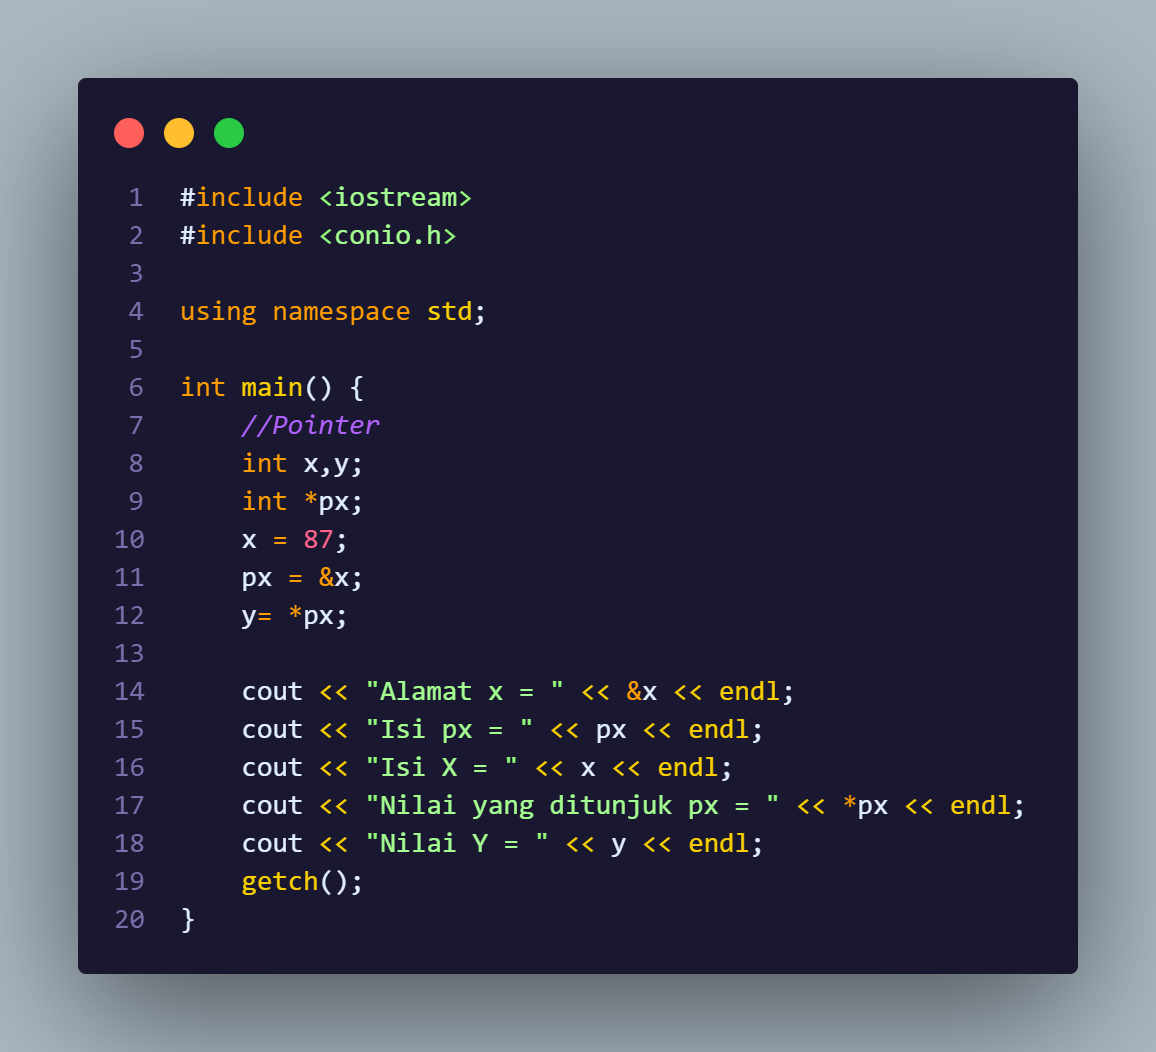 1 #include <iostream>
2 #include <conio.h>
3
4 using namespace std;
5
6 int main() {
7     //Pointer
8     int x,y;
9     int *px;
10     x = 87;
11     px = &x;
12     y= *px;
13
14     cout << "Alamat x = " << &x << endl;
15     cout << "Isi px = " << px << endl;
16     cout << "Isi X = " << x << endl;
17     cout << "Nilai yang ditunjuk px = " << *px << endl;
18     cout << "Nilai Y = " << y << endl;
19     getch();
20 }